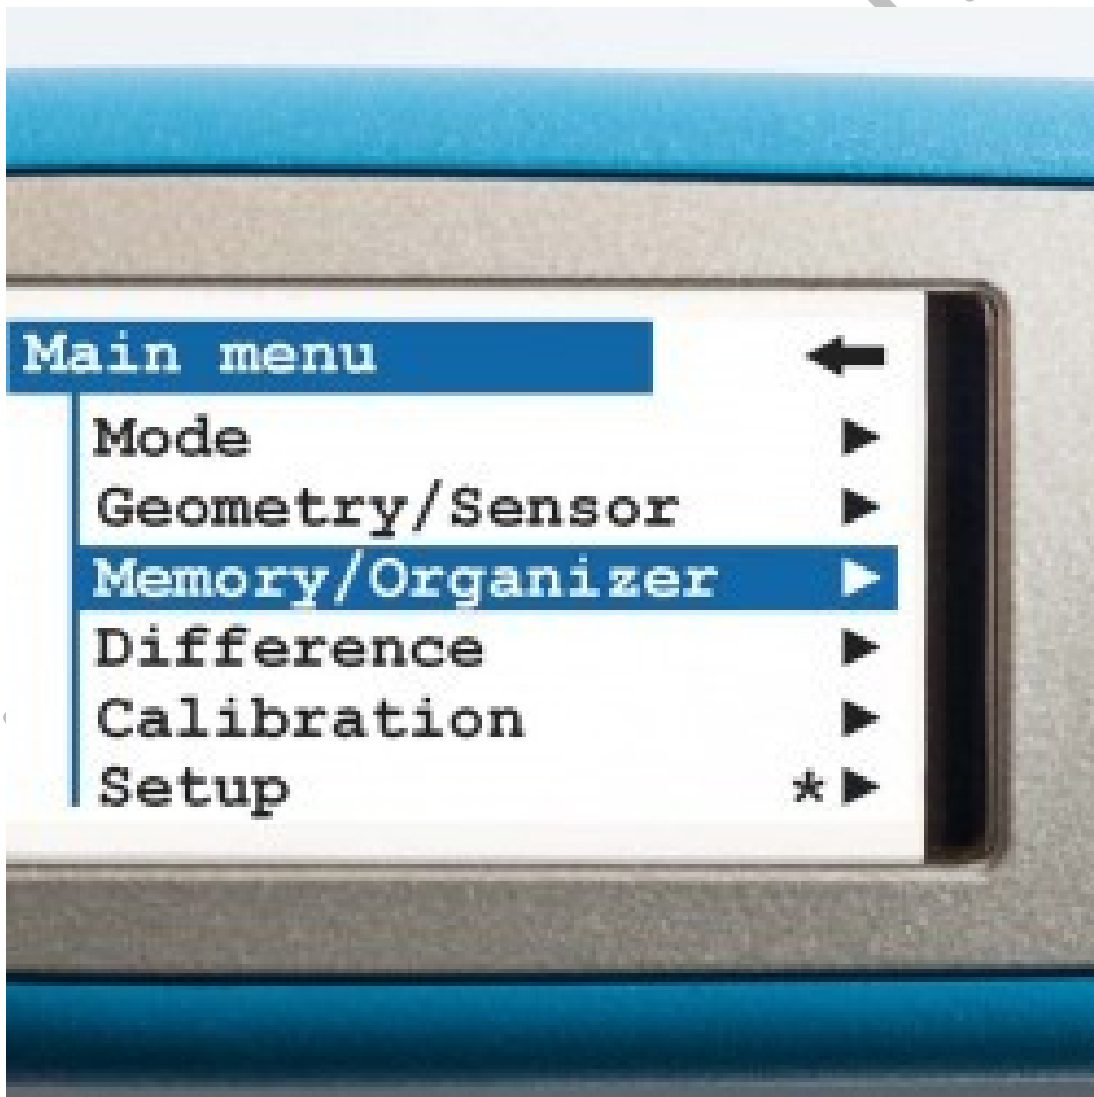 Main menu
Mode
Geometry/Sensor
Memory/Organizer
Difference
Calibration
Setup *